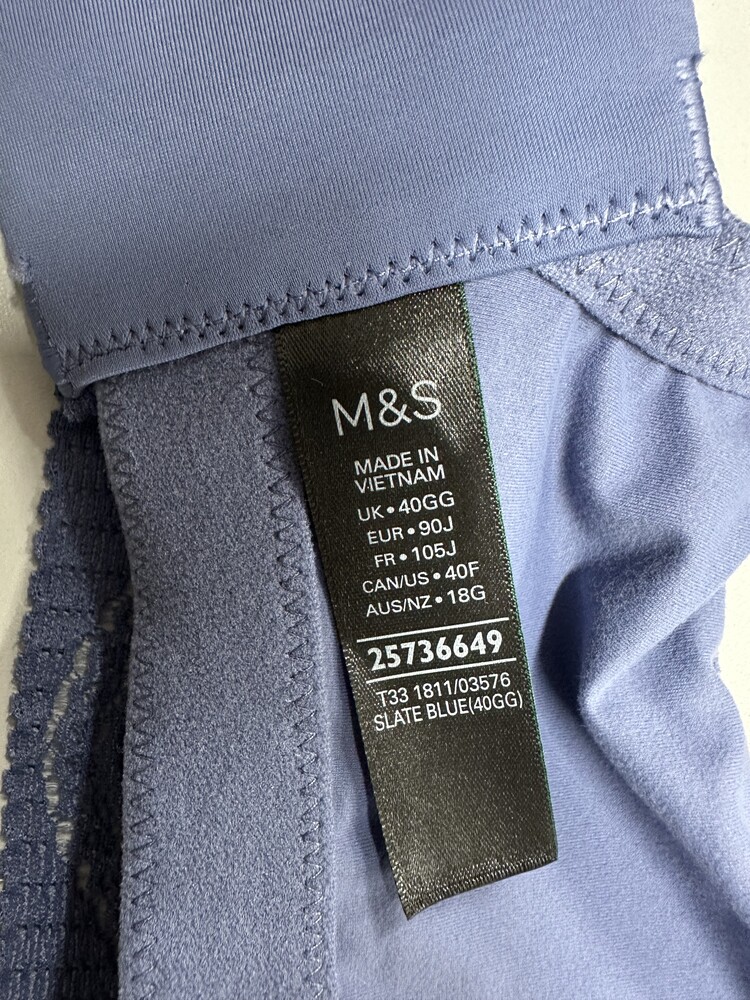 M&S
MADE IN
VIETNAM
UK•40GG
EUR•90J
FR•105J
CAN/US•40F
AUS/NZ•18G
25736649
T33 1811/03576
SLATE BLUE(40GG)